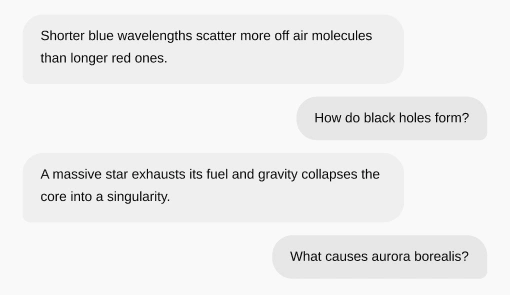 Shorter blue wavelengths scatter more off air molecules
than longer red ones.
How do black holes form?
A massive star exhausts its fuel and gravity collapses the
core into a singularity.
What causes aurora borealis?